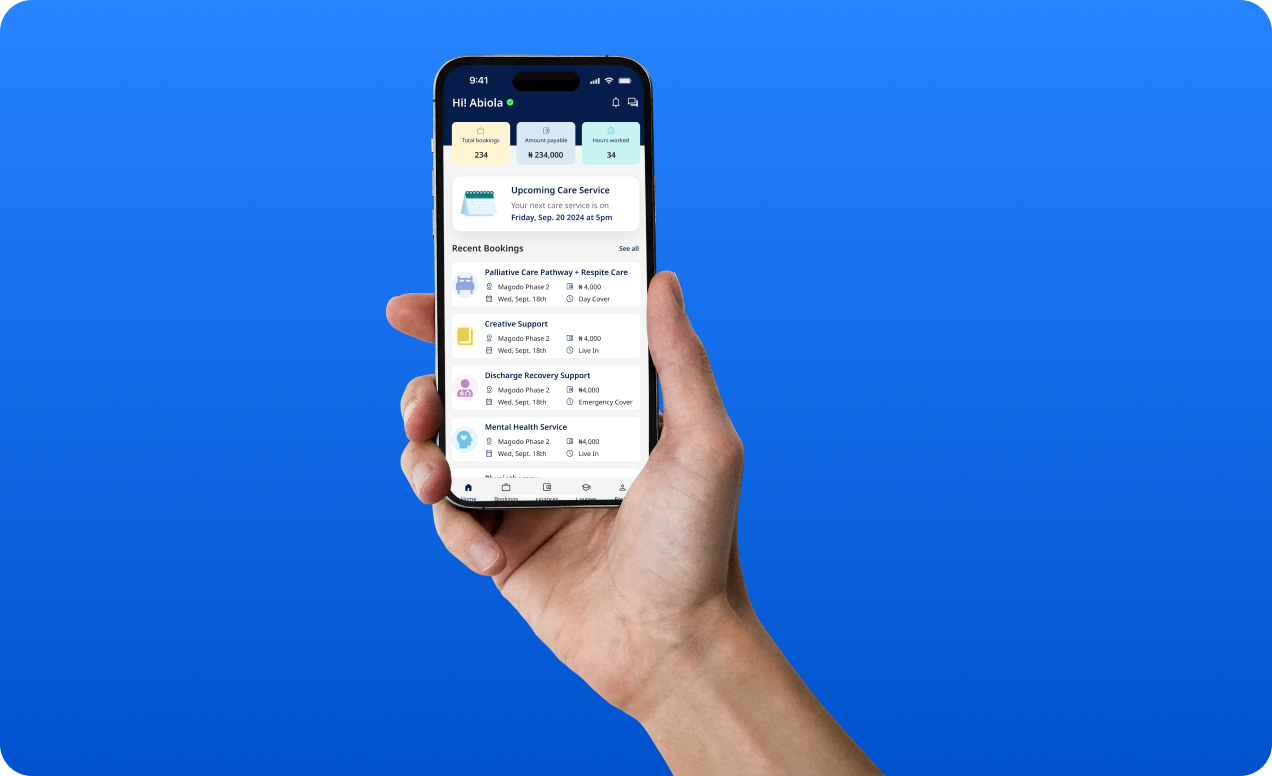 9:41
Hi! Abiola
Total bookings
234
Amount payable
₦ 234,000
Hours worked
34
Upcoming Care Service
Your next care service is on
Friday, Sep. 20 2024 at 5pm
Recent Bookings
See all
Palliative Care Pathway + Respite Care
Magodo Phase 2
₦ 4,000
Wed, Sept. 18th
Day Cover
Creative Support
Magodo Phase 2
₦ 4,000
Wed, Sept. 18th
Live In
Discharge Recovery Support
Magodo Phase 2
₦4,000
Wed, Sept. 18th
Emergency Cover
Mental Health Service
Magodo Phase 2
₦4,000
Wed, Sept. 18th
Live In
Home
Bookings